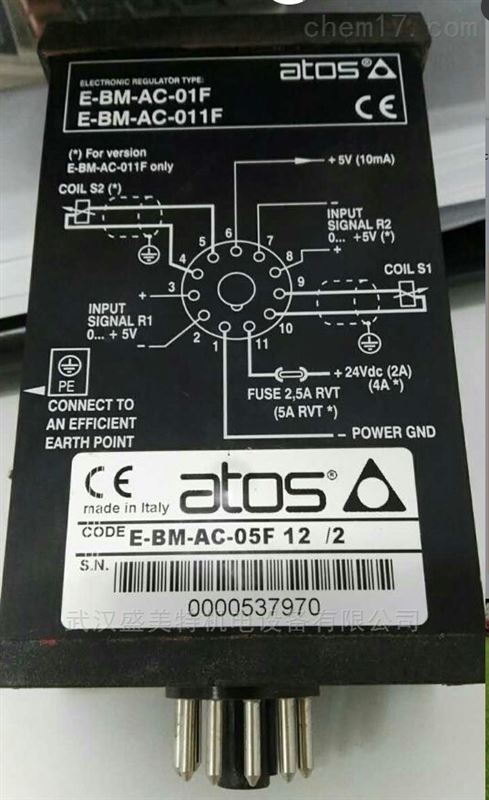 chem17.com
ELECTRONIC REGULATOR TYPE:
atos®
E-BM-AC-01F
E-BM-AC-011F
CE
(*) For version
E-BM-AC-011F only
+ 5V (10mA)
COIL S2 (*)
INPUT
SIGNAL R2
0... +5V (*)
5
6
7
4
8
+
COIL S1
+
3
9
INPUT
SIGNAL R1
0... + 5V
2
10
-
1
11
PE
+24Vdc (2A)
(4A *)
FUSE 2,5A RVT
(5A RVT *)
CONNECT TO
AN EFFICIENT
EARTH POINT
- POWER GND
CE
made in Italy
atos®
CODE E-BM-AC-05F 12 /2
S.N.
0000537970
武汉盛美特机电设备有限公司